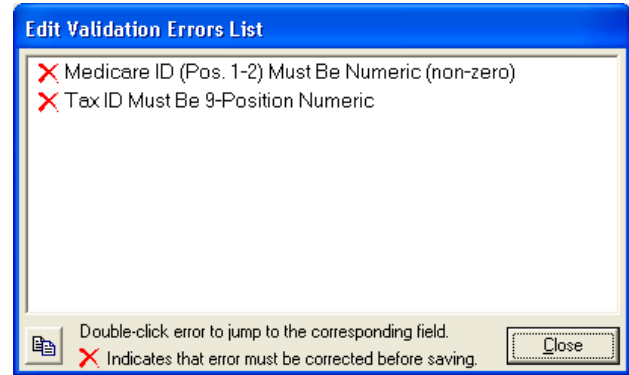 Edit Validation Errors List
Medicare ID (Pos. 1-2) Must Be Numeric (non-zero)
Tax ID Must Be 9-Position Numeric
Double-click error to jump to the corresponding field.
Indicates that error must be corrected before saving.
Close